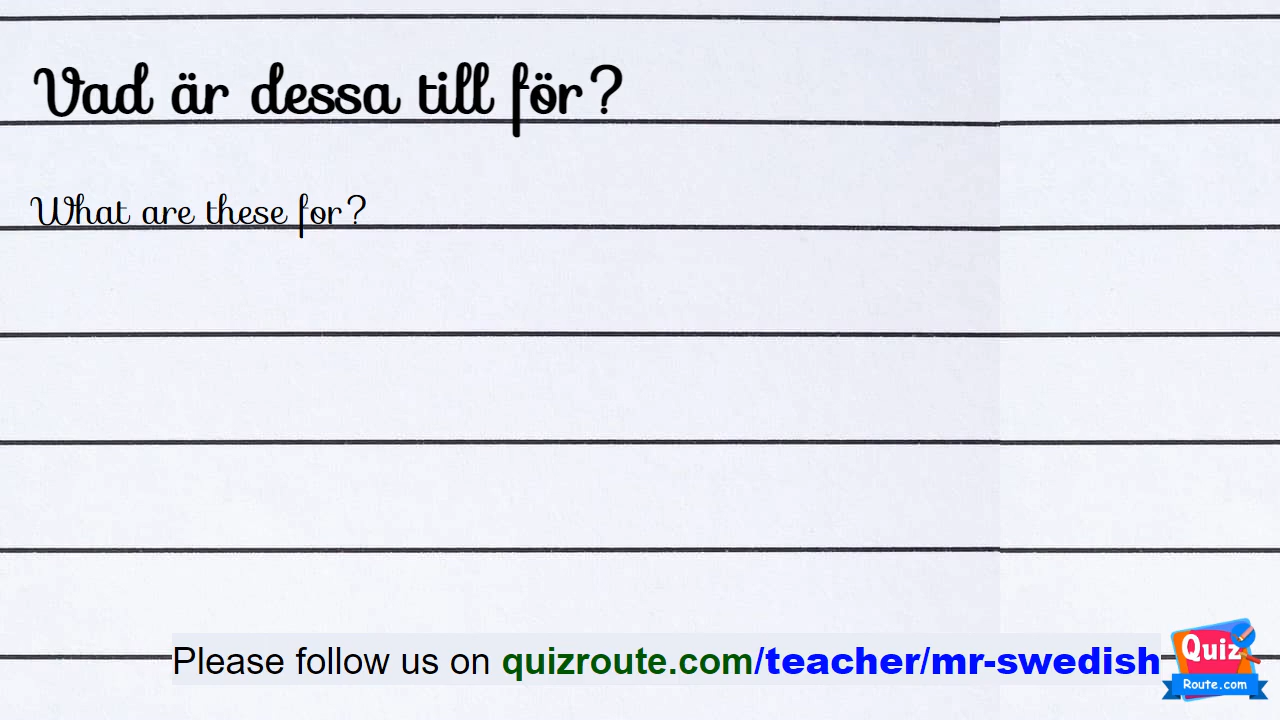 Vad är dessa till för?
What are these for?
Please follow us on quizroute.com/teacher/mr-swedish
Quiz
Route.com